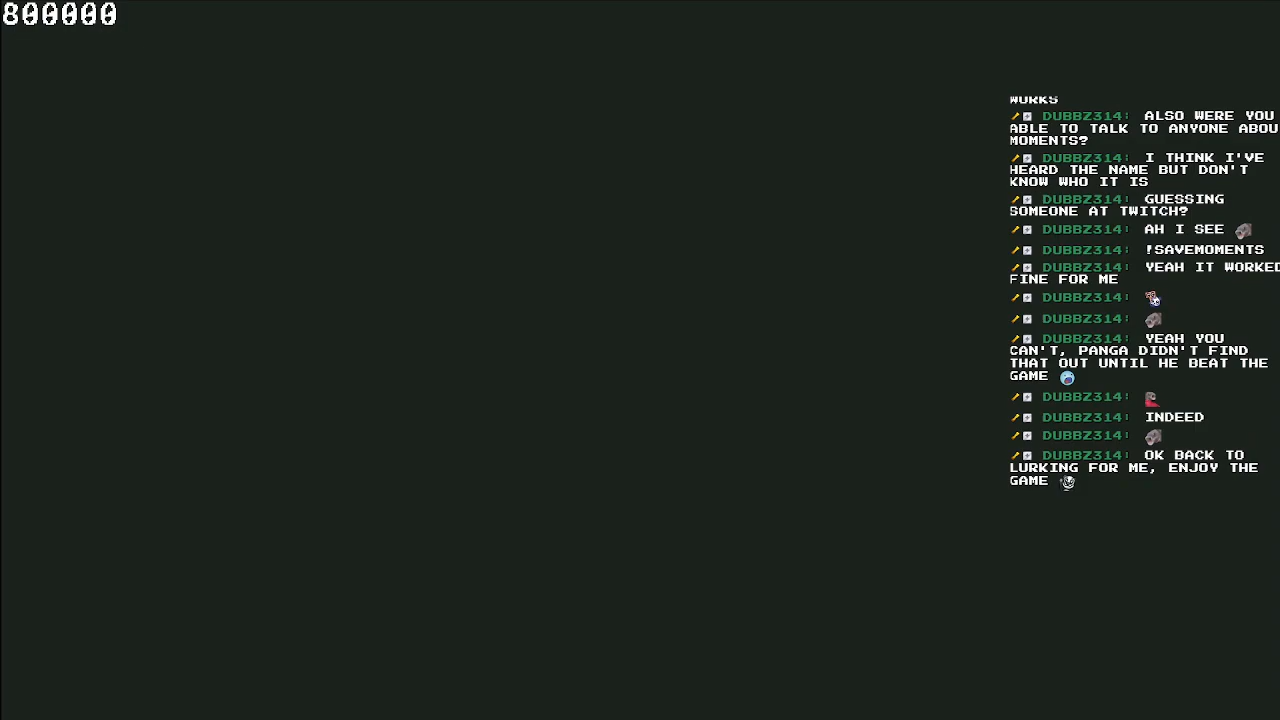 800000
WORKS
DUBBZ314: ALSO WERE YOU
ABLE TO TALK TO ANYONE ABOU
MOMENTS?
DUBBZ314: I THINK I'VE
HEARD THE NAME BUT DON'T
KNOW WHO IT IS
DUBBZ314: GUESSING
SOMEONE AT TWITCH?
DUBBZ314: AH I SEE
DUBBZ314: !SAVEMOMENTS
DUBBZ314: YEAH IT WORKED
FINE FOR ME
DUBBZ314:
DUBBZ314:
DUBBZ314: YEAH YOU
CAN'T, PANGA DIDN'T FIND
THAT OUT UNTIL HE BEAT THE
GAME
DUBBZ314:
DUBBZ314: INDEED
DUBBZ314:
DUBBZ314: OK BACK TO
LURKING FOR ME, ENJOY THE
GAME